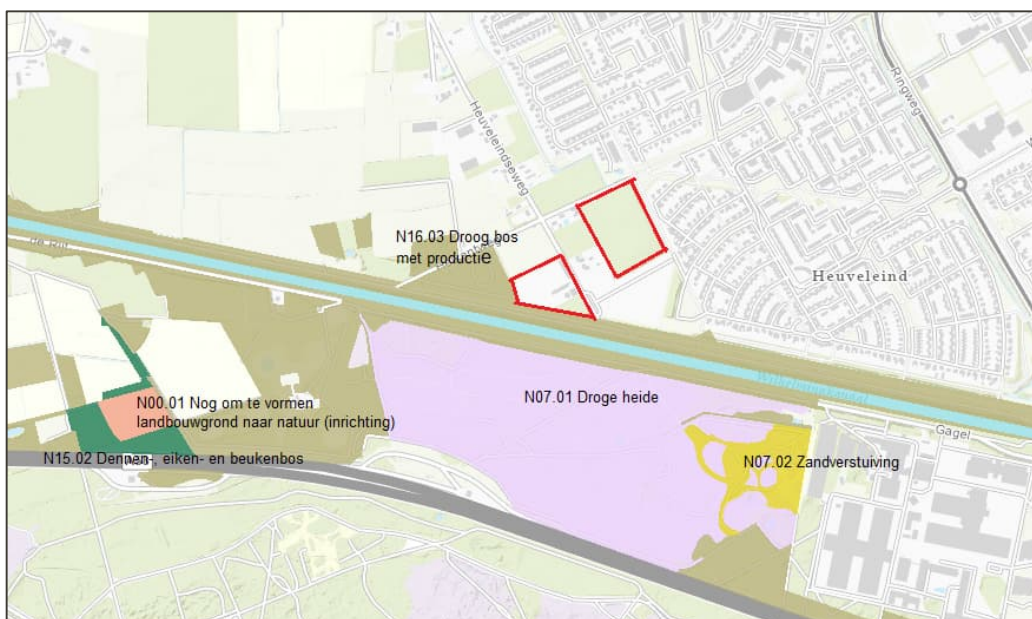 Ringweg
Heuveleindseweg
N16.03 Droog bos
met productie
Heuveleind
Wilhelminakanaal
N00.01 Nog om te vormen
landbouwgrond naar natuur (inrichting)
N07.01 Droge heide
Gagel
N15.02 Dennen-, eiken- en beukenbos
N07.02 Zandverstuiving